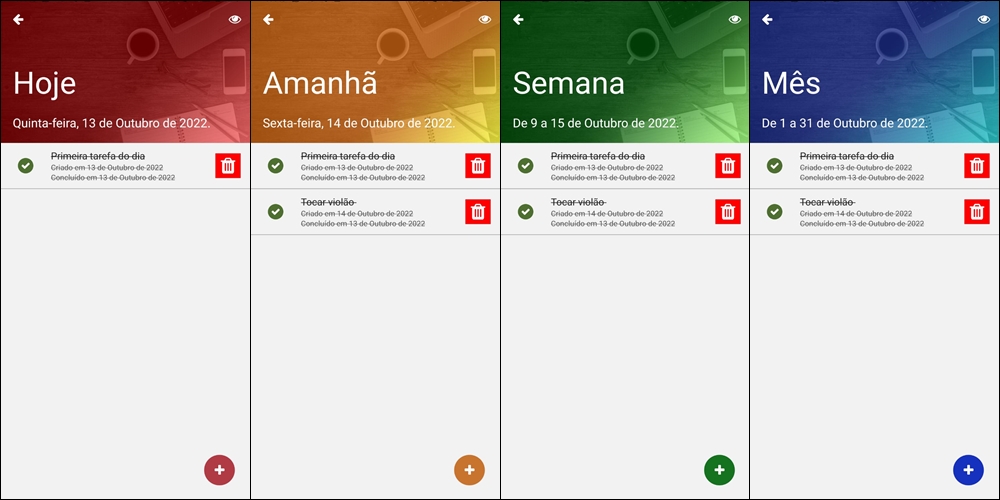 Hoje
Quinta-feira, 13 de Outubro de 2022.
Primeira tarefa do dia
Criado em 13 de Outubro de 2022
Concluído em 13 de Outubro de 2022
Amanhã
Sexta-feira, 14 de Outubro de 2022.
Primeira tarefa do dia
Criado em 13 de Outubro de 2022
Concluído em 13 de Outubro de 2022
Tocar violão
Criado em 14 de Outubro de 2022
Concluído em 13 de Outubro de 2022
Semana
De 9 a 15 de Outubro de 2022.
Primeira tarefa do dia
Criado em 13 de Outubro de 2022
Concluído em 13 de Outubro de 2022
Tocar violão
Criado em 14 de Outubro de 2022
Concluído em 13 de Outubro de 2022
Mês
De 1 a 31 de Outubro de 2022.
Primeira tarefa do dia
Criado em 13 de Outubro de 2022
Concluído em 13 de Outubro de 2022
Tocar violão
Criado em 14 de Outubro de 2022
Concluído em 13 de Outubro de 2022